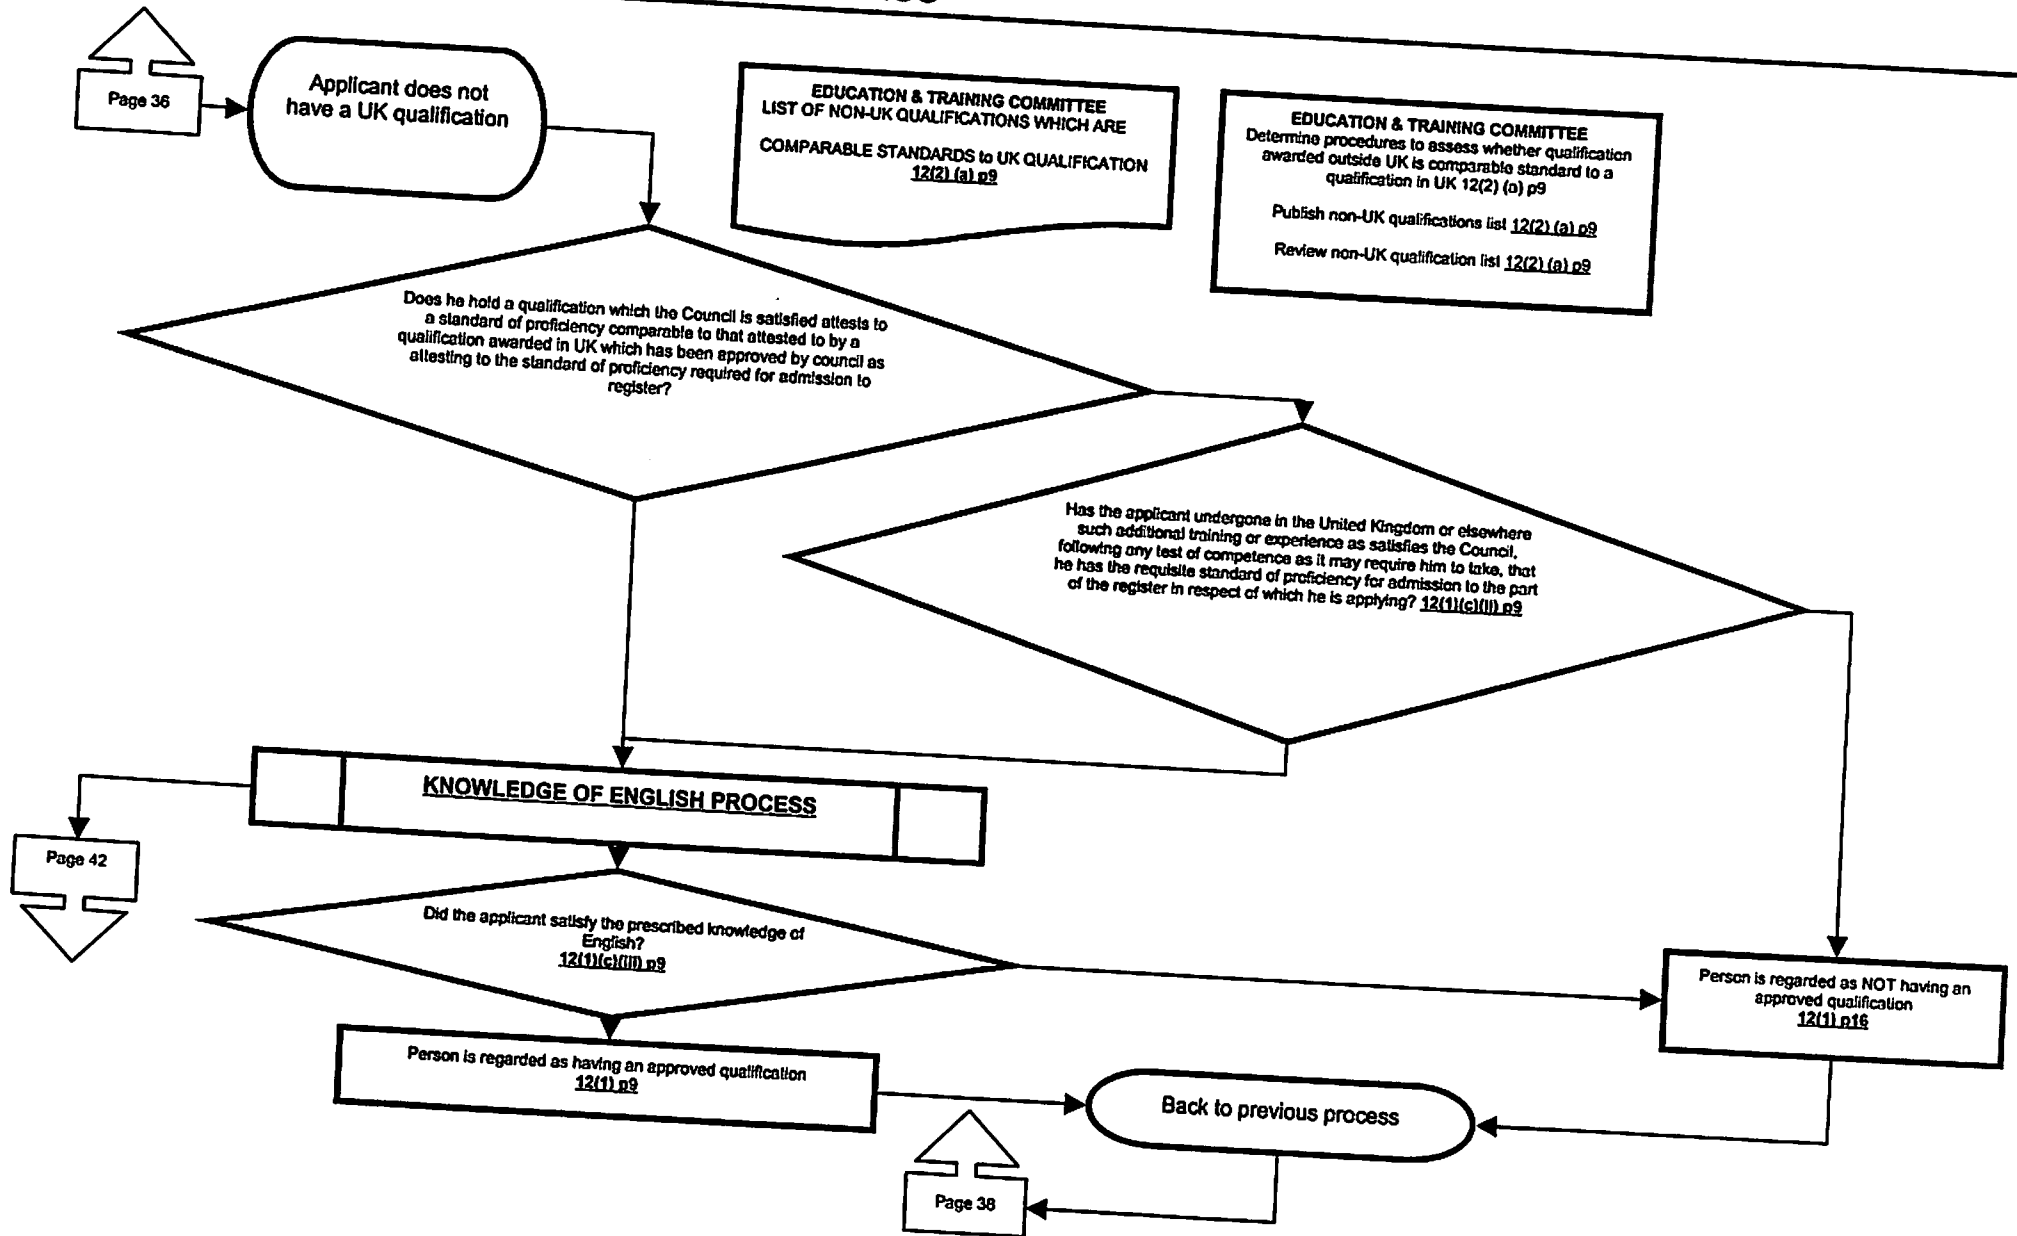 Page 36
Applicant does not
have a UK qualification
EDUCATION & TRAINING COMMITTEE
LIST OF NON-UK QUALIFICATIONS WHICH ARE
COMPARABLE STANDARDS to UK QUALIFICATION
12(2) (a) p9
EDUCATION & TRAINING COMMITTEE
Determine procedures to assess whether qualification
awarded outside UK is comparable standard to a
qualification in UK 12(2) (a) p9
Publish non-UK qualifications list 12(2) (a) p9
Review non-UK qualification list 12(2) (a) p9
Does he hold a qualification which the Council is satisfied attests to
a standard of proficiency comparable to that attested to by a
qualification awarded in UK which has been approved by council as
attesting to the standard of proficiency required for admission to
register?
Has the applicant undergone in the United Kingdom or elsewhere
such additional training or experience as satisfies the Council,
following any test of competence as it may require him to take, that
he has the requisite standard of proficiency for admission to the part
of the register in respect of which he is applying? 12(1)(c)(ii) p9
KNOWLEDGE OF ENGLISH PROCESS
Page 42
Did the applicant satisfy the prescribed knowledge of
English?
12(1)(c)(iii) p9
Person is regarded as NOT having an
approved qualification
12(1) p16
Person is regarded as having an approved qualification
12(1) p9
Back to previous process
Page 38